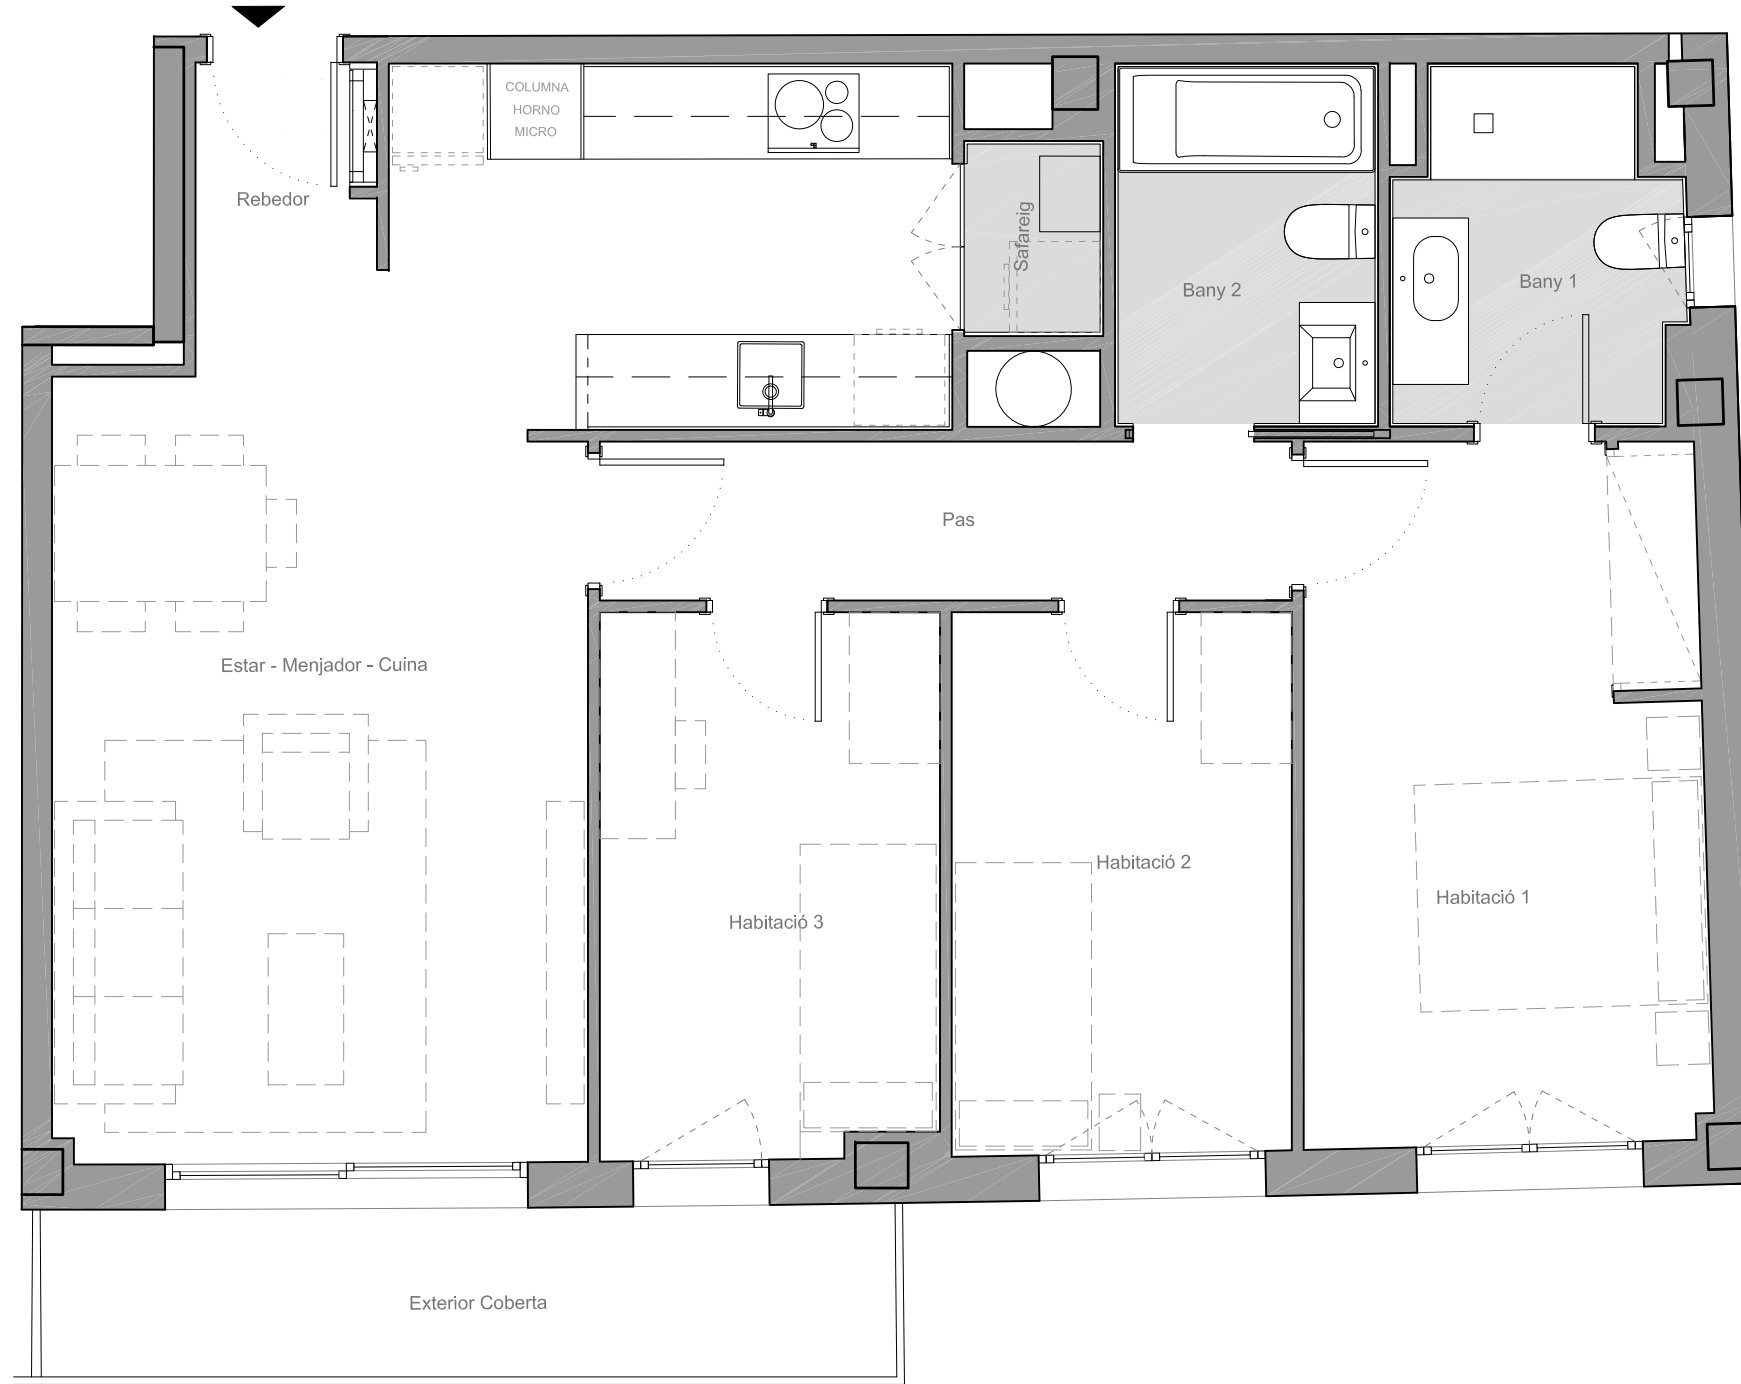 COLUMNA
HORNO
MICRO
Rebedor
Safareig
Bany 2
Bany 1
Pas
Estar - Menjador - Cuina
Habitació 3
Habitació 2
Habitació 1
Exterior Coberta